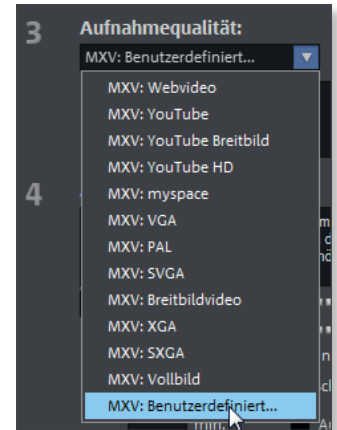 3 Aufnahmequalität:
MXV: Benutzerdefiniert...
MXV: Webvideo
MXV: YouTube
MXV: YouTube Breitbild
MXV: YouTube HD
MXV: myspace
4
MXV: VGA
MXV: PAL
MXV: SVGA
MXV: Breitbildvideo
MXV: XGA
MXV: SXGA
MXV: Vollbild
MXV: Benutzerdefiniert...
min.